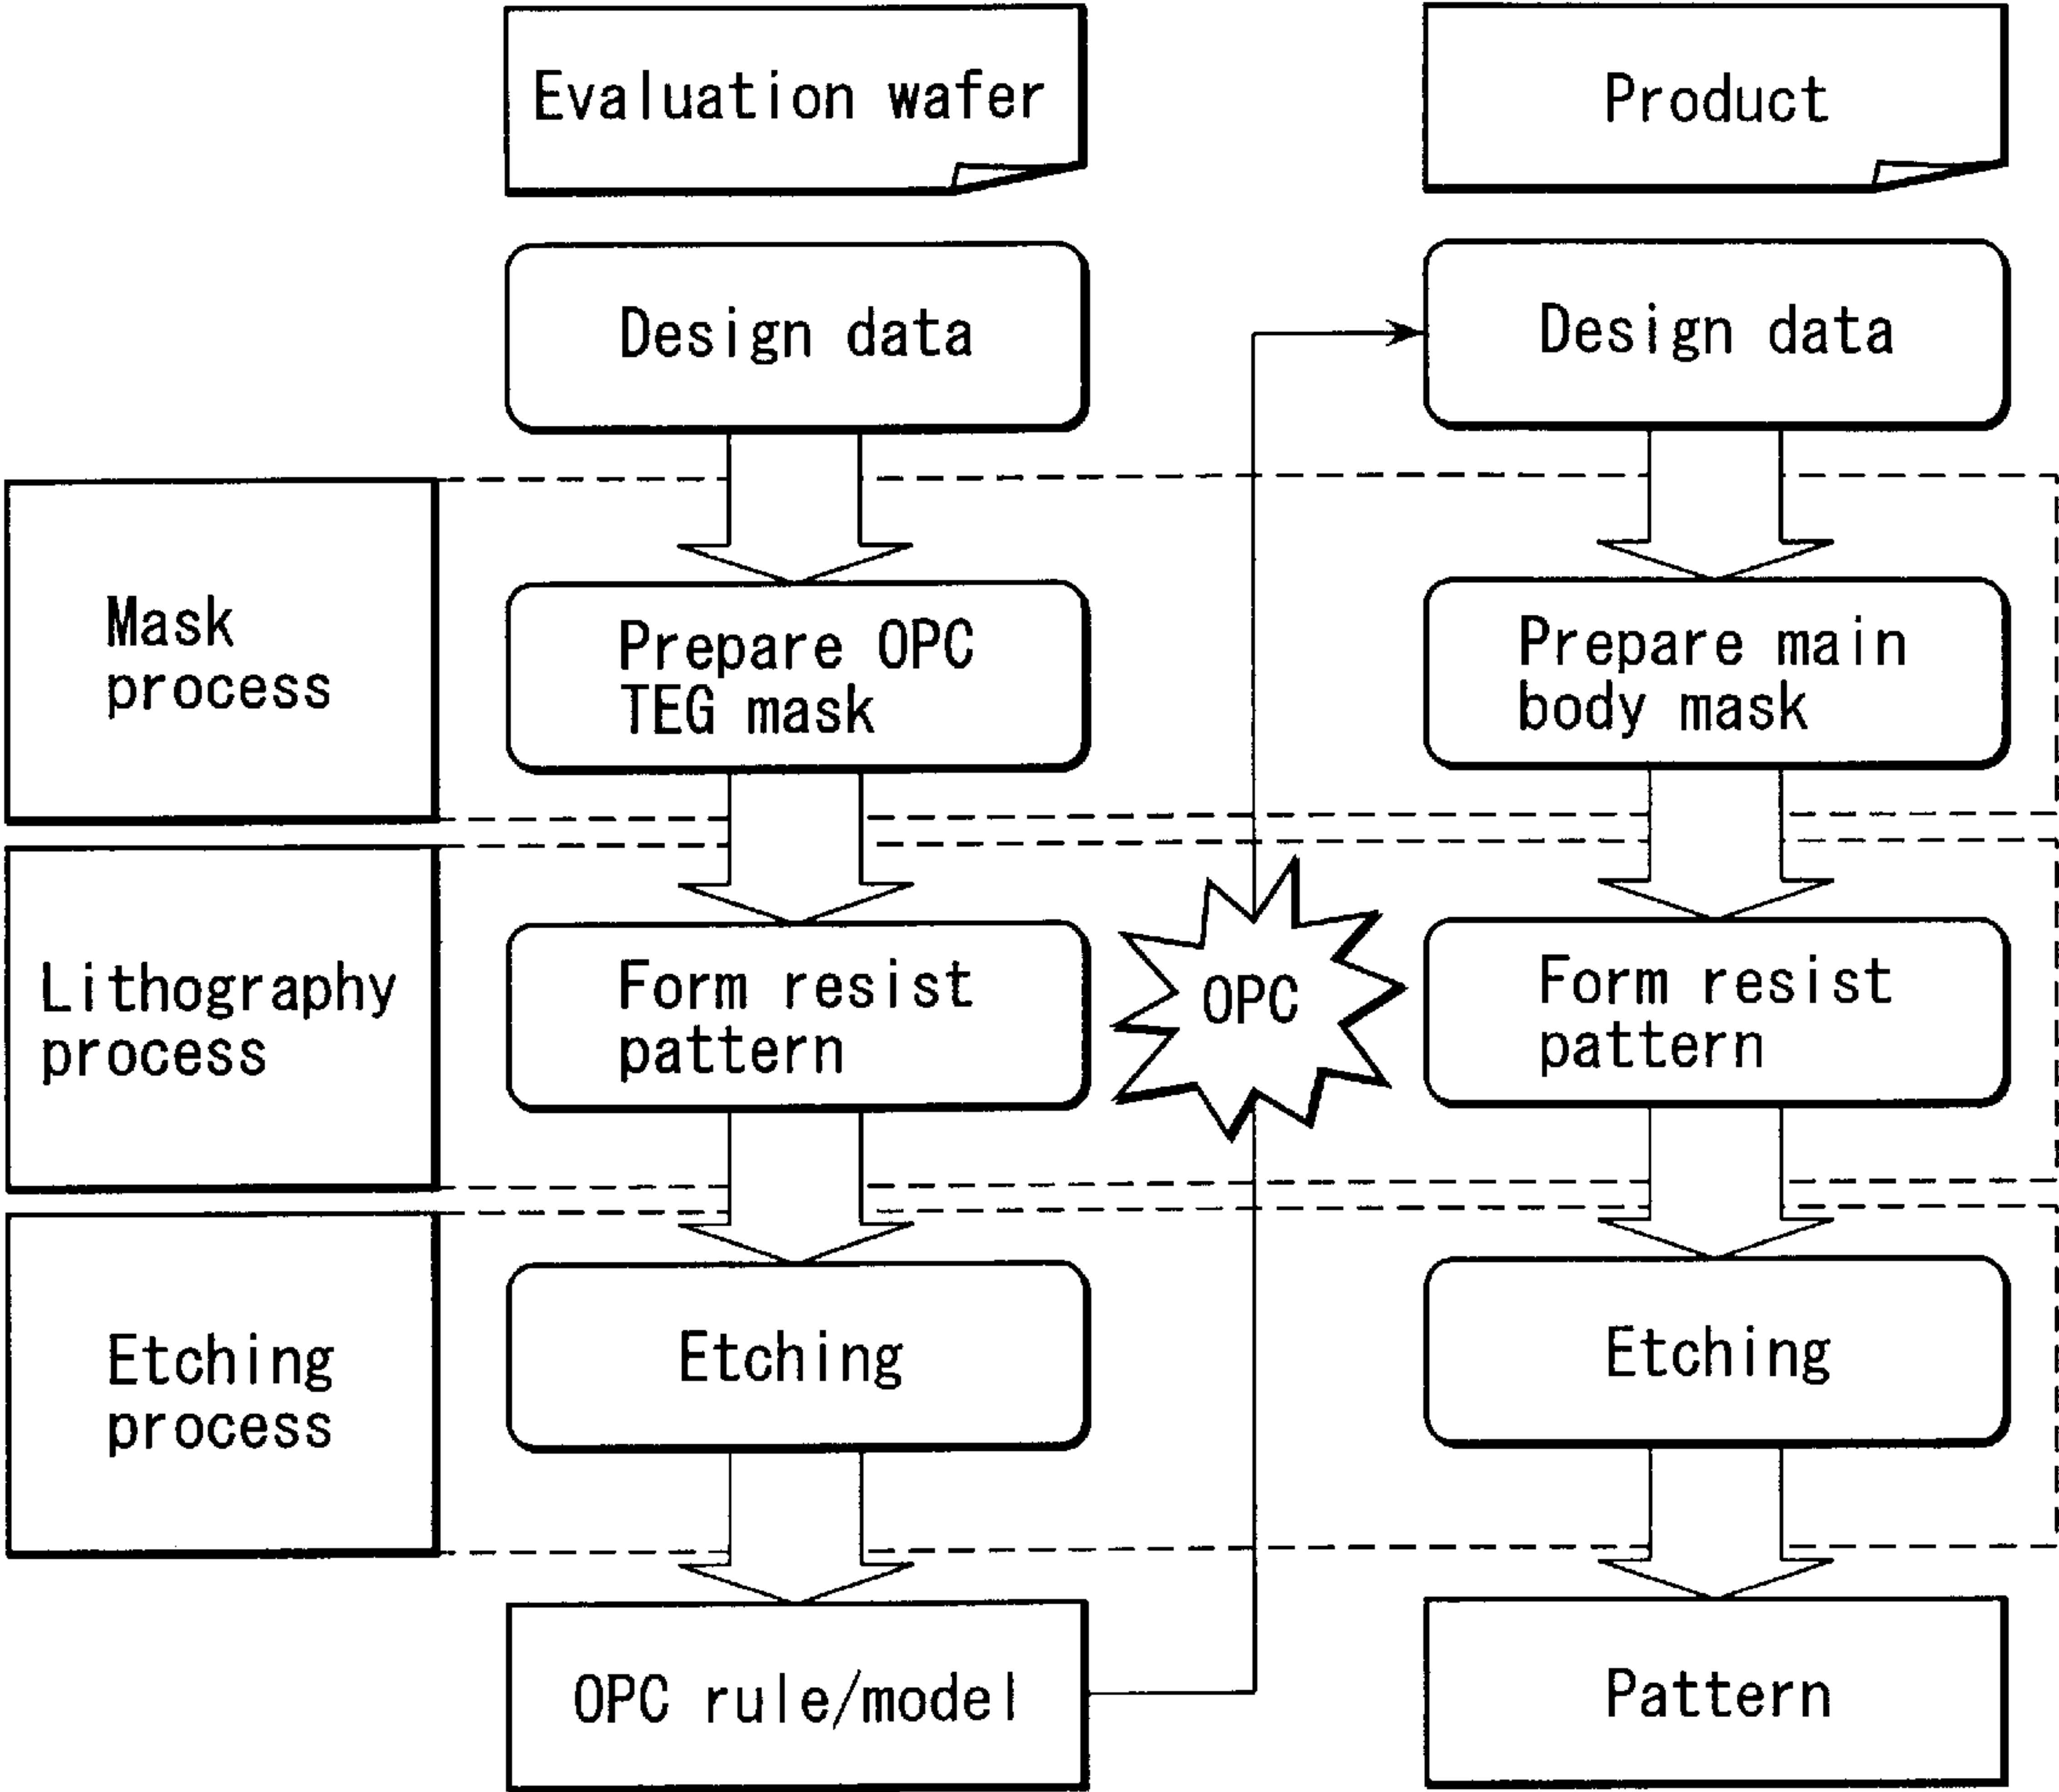 Evaluation wafer
Product
Design data
Design data
Mask
process
Prepare OPC
TEG mask
Prepare main
body mask
Lithography
process
Form resist
pattern
OPC
Form resist
pattern
Etching
process
Etching
Etching
OPC rule/model
Pattern